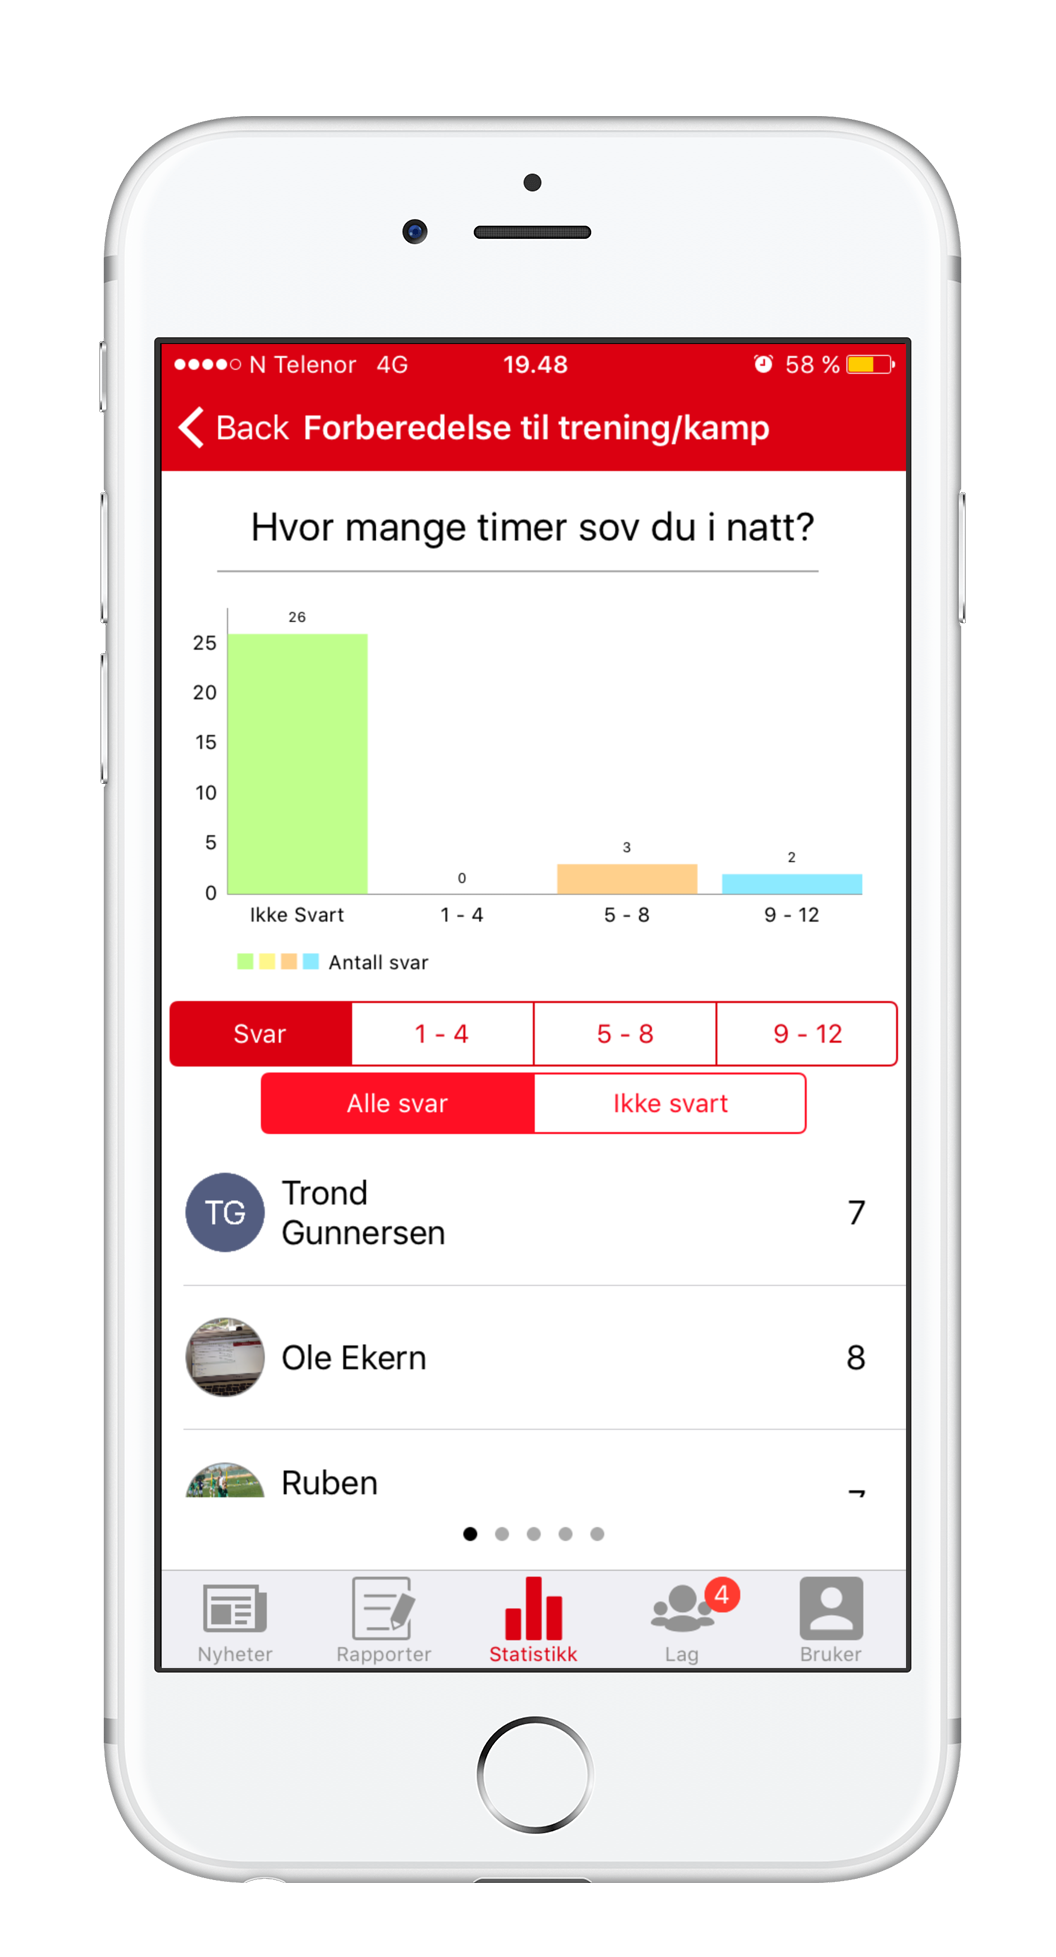 N Telenor 4G 19.48 58 %
Back Forberedelse til trening/kamp
Hvor mange timer sov du i natt?
26
25
20
15
10
5
0
0
3
2
Ikke Svart 1 - 4 5 - 8 9 - 12
Antall svar
Svar 1 - 4 5 - 8 9 - 12
Alle svar Ikke svart
TG
Trond
Gunnersen
7
Ole Ekern 8
Ruben
4
Nyheter Rapporter Statistikk Lag Bruker